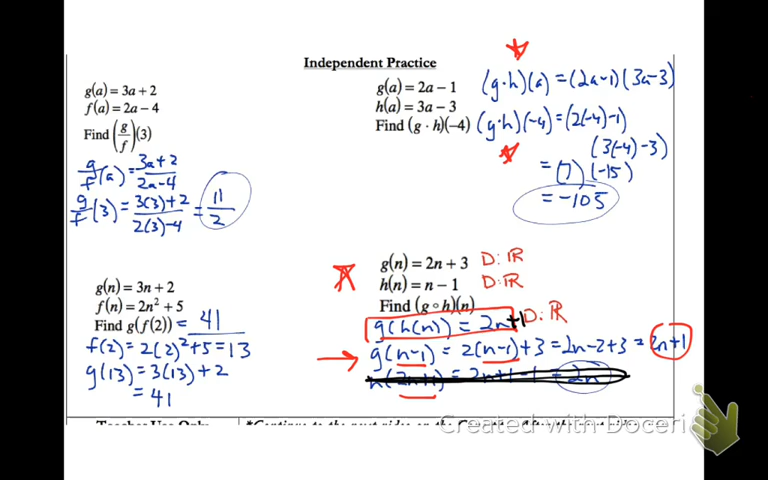 Independent Practice
g(a) = 3a + 2
f(a) = 2a − 4
Find (g/f)(3)
g/f(a) = 3a+2 / 2a-4
g/f(3) = 3(3)+2 / 2(3)-4 = 11/2
g(a) = 2a − 1
h(a) = 3a − 3
Find (g · h)(−4)
(g·h)(a) = (2a-1)(3a-3)
(g·h)(-4) = (2(-4)-1)
(3(-4)-3)
(-15)
= -105
g(n) = 3n + 2
f(n) = 2n² + 5
Find g(f(2)) = 41
f(2) = 2(2)²+5 = 13
g(13) = 3(13)+2
= 41
g(n) = 2n + 3 D: ℝ
h(n) = n − 1 D: ℝ
Find (g ∘ h)(n)
g(h(n)) = 2n+1 D: ℝ
g(n-1) = 2(n-1)+3 = 2n-2+3 = 2n+1
Created with Doceri